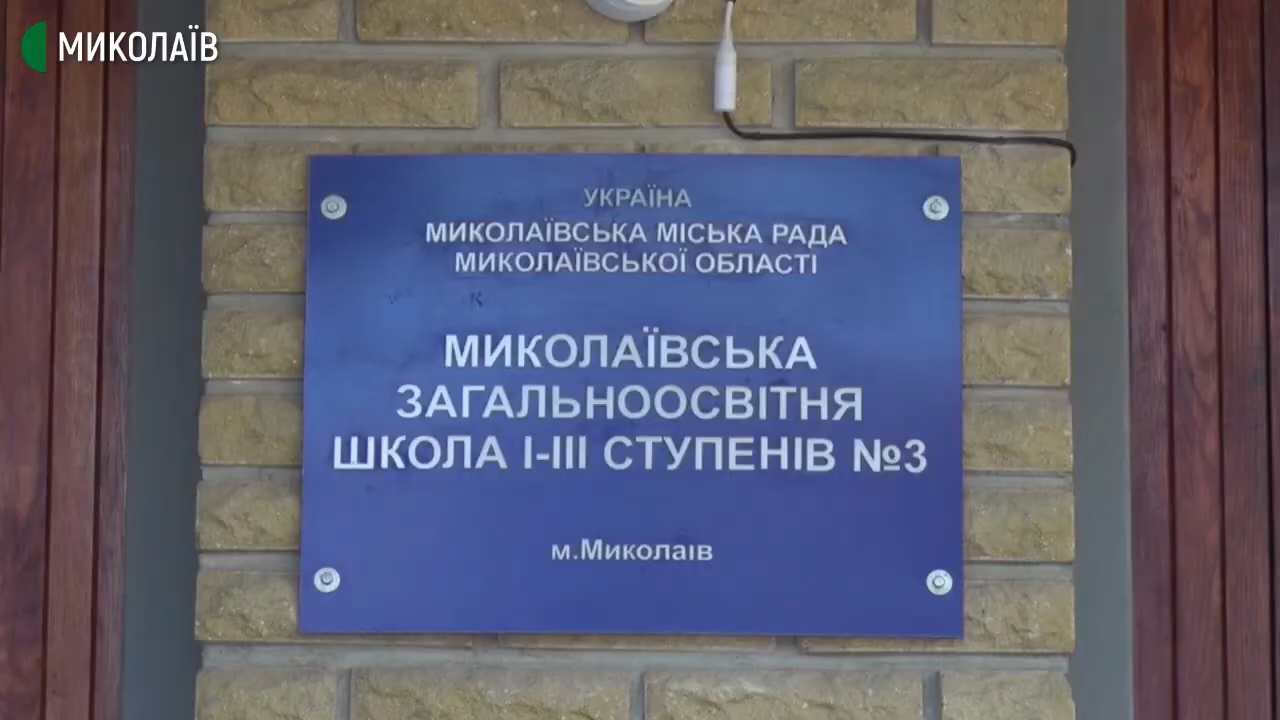 МИКОЛАЇВ
УКРАЇНА
МИКОЛАЇВСЬКА МІСЬКА РАДА
МИКОЛАЇВСЬКОЇ ОБЛАСТІ
МИКОЛАЇВСЬКА
ЗАГАЛЬНООСВІТНЯ
ШКОЛА І-ІІІ СТУПЕНІВ №3
м.Миколаїв